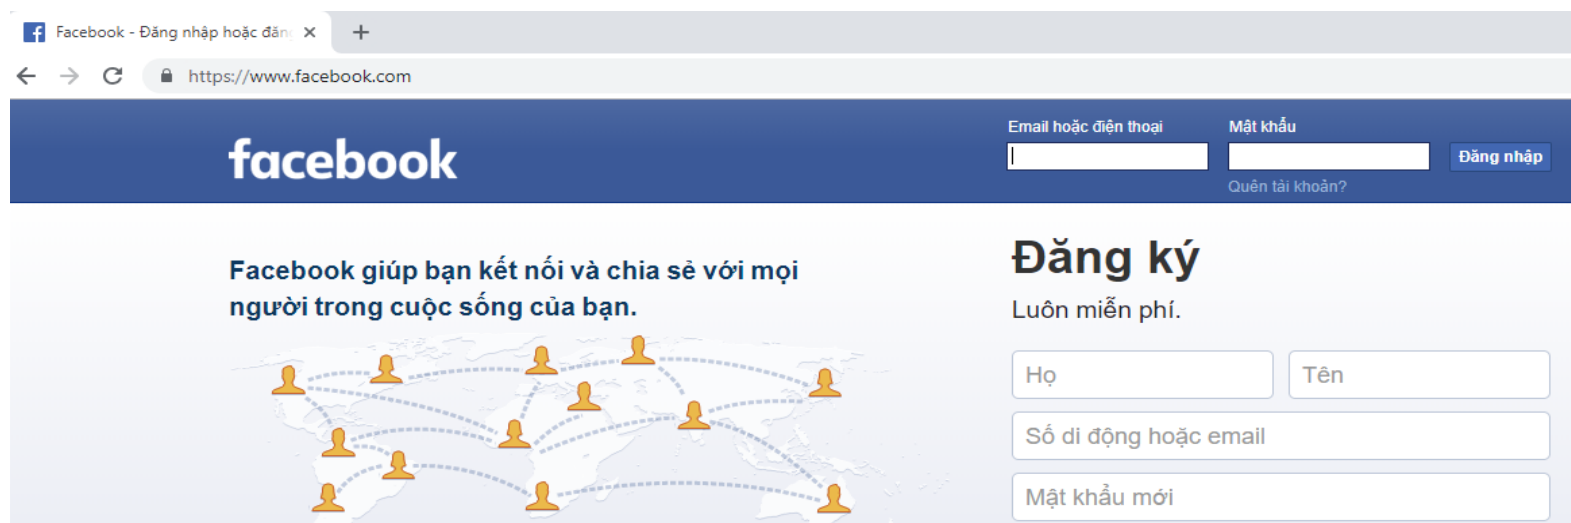 Facebook - Đăng nhập hoặc đăn
https://www.facebook.com
facebook
Email hoặc điện thoại
Mật khẩu
Đăng nhập
Quên tài khoản?
Facebook giúp bạn kết nối và chia sẻ với mọi
người trong cuộc sống của bạn.
Đăng ký
Luôn miễn phí.
Họ
Tên
Số di động hoặc email
Mật khẩu mới